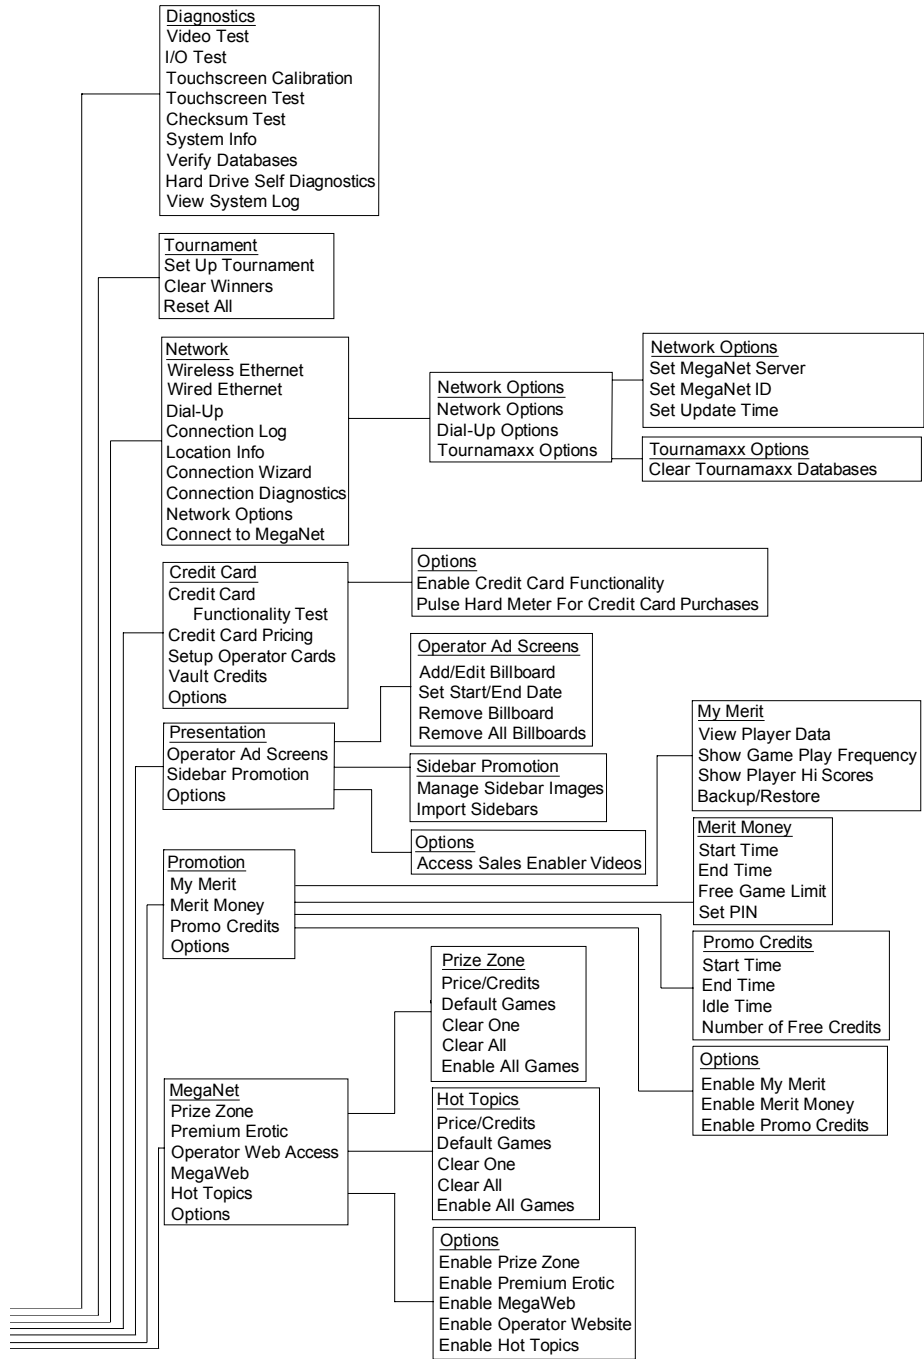 Diagnostics
Video Test
I/O Test
Touchscreen Calibration
Touchscreen Test
Checksum Test
System Info
Verify Databases
Hard Drive Self Diagnostics
View System Log
Tournament
Set Up Tournament
Clear Winners
Reset All
Network
Wireless Ethernet
Wired Ethernet
Dial-Up
Connection Log
Location Info
Connection Wizard
Connection Diagnostics
Network Options
Connect to MegaNet
Network Options
Network Options
Dial-Up Options
Tournamaxx Options
Network Options
Set MegaNet Server
Set MegaNet ID
Set Update Time
Tournamaxx Options
Clear Tournamaxx Databases
Credit Card
Credit Card
Functionality Test
Credit Card Pricing
Setup Operator Cards
Vault Credits
Options
Options
Enable Credit Card Functionality
Pulse Hard Meter For Credit Card Purchases
Presentation
Operator Ad Screens
Sidebar Promotion
Options
Operator Ad Screens
Add/Edit Billboard
Set Start/End Date
Remove Billboard
Remove All Billboards
Sidebar Promotion
Manage Sidebar Images
Import Sidebars
Options
Access Sales Enabler Videos
Promotion
My Merit
Merit Money
Promo Credits
Options
My Merit
View Player Data
Show Game Play Frequency
Show Player Hi Scores
Backup/Restore
Merit Money
Start Time
End Time
Free Game Limit
Set PIN
Promo Credits
Start Time
End Time
Idle Time
Number of Free Credits
Options
Enable My Merit
Enable Merit Money
Enable Promo Credits
MegaNet
Prize Zone
Premium Erotic
Operator Web Access
MegaWeb
Hot Topics
Options
Prize Zone
Price/Credits
Default Games
Clear One
Clear All
Enable All Games
Hot Topics
Price/Credits
Default Games
Clear One
Clear All
Enable All Games
Options
Enable Prize Zone
Enable Premium Erotic
Enable MegaWeb
Enable Operator Website
Enable Hot Topics